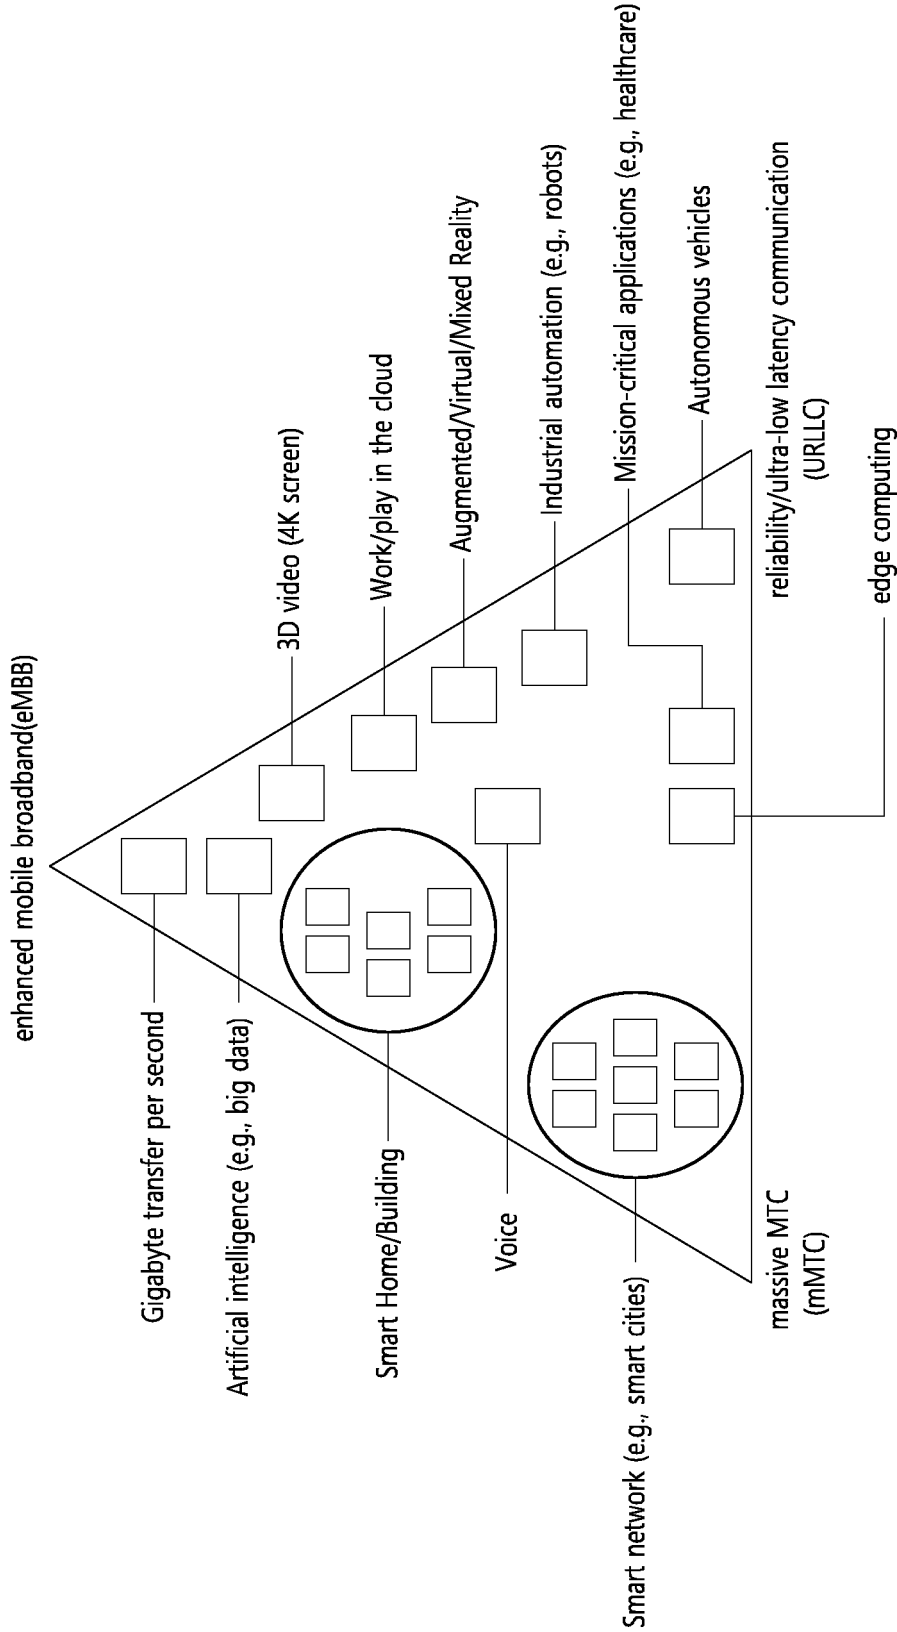 enhanced mobile broadband(eMBB)
Gigabyte transfer per second
Artificial intelligence (e.g., big data)
3D video (4K screen)
Work/play in the cloud
Smart Home/Building
Augmented/Virtual/Mixed Reality
Voice
Industrial automation (e.g., robots)
Smart network (e.g., smart cities)
Mission-critical applications (e.g., healthcare)
Autonomous vehicles
massive MTC
(mMTC)
reliability/ultra-low latency communication
(URLLC)
edge computing